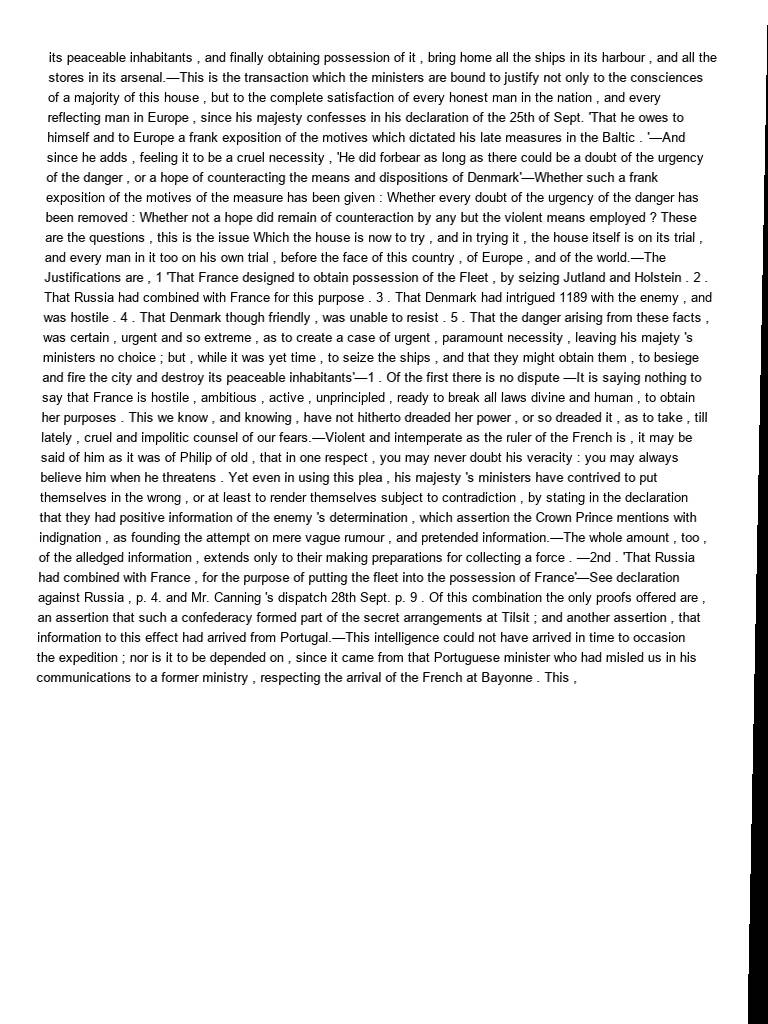 its peaceable inhabitants , and finally obtaining possession of it , bring home all the ships in its harbour , and all the
stores in its arsenal.—This is the transaction which the ministers are bound to justify not only to the consciences
of a majority of this house , but to the complete satisfaction of every honest man in the nation , and every
reflecting man in Europe , since his majesty confesses in his declaration of the 25th of Sept. 'That he owes to
himself and to Europe a frank exposition of the motives which dictated his late measures in the Baltic . '—And
since he adds , feeling it to be a cruel necessity , 'He did forbear as long as there could be a doubt of the urgency
of the danger , or a hope of counteracting the means and dispositions of Denmark'—Whether such a frank
exposition of the motives of the measure has been given : Whether every doubt of the urgency of the danger has
been removed : Whether not a hope did remain of counteraction by any but the violent means employed ? These
are the questions , this is the issue Which the house is now to try , and in trying it , the house itself is on its trial ,
and every man in it too on his own trial , before the face of this country , of Europe , and of the world.—The
Justifications are , 1 'That France designed to obtain possession of the Fleet , by seizing Jutland and Holstein . 2 .
That Russia had combined with France for this purpose . 3 . That Denmark had intrigued 1189 with the enemy , and
was hostile . 4 . That Denmark though friendly , was unable to resist . 5 . That the danger arising from these facts ,
was certain , urgent and so extreme , as to create a case of urgent , paramount necessity , leaving his majety 's
ministers no choice ; but , while it was yet time , to seize the ships , and that they might obtain them , to besiege
and fire the city and destroy its peaceable inhabitants'—1 . Of the first there is no dispute —It is saying nothing to
say that France is hostile , ambitious , active , unprincipled , ready to break all laws divine and human , to obtain
her purposes . This we know , and knowing , have not hitherto dreaded her power , or so dreaded it , as to take , till
lately , cruel and impolitic counsel of our fears.—Violent and intemperate as the ruler of the French is , it may be
said of him as it was of Philip of old , that in one respect , you may never doubt his veracity : you may always
believe him when he threatens . Yet even in using this plea , his majesty 's ministers have contrived to put
themselves in the wrong , or at least to render themselves subject to contradiction , by stating in the declaration
that they had positive information of the enemy 's determination , which assertion the Crown Prince mentions with
indignation , as founding the attempt on mere vague rumour , and pretended information.—The whole amount , too ,
of the alledged information , extends only to their making preparations for collecting a force . —2nd . 'That Russia
had combined with France , for the purpose of putting the fleet into the possession of France'—See declaration
against Russia , p. 4. and Mr. Canning 's dispatch 28th Sept. p. 9 . Of this combination the only proofs offered are ,
an assertion that such a confederacy formed part of the secret arrangements at Tilsit ; and another assertion , that
information to this effect had arrived from Portugal.—This intelligence could not have arrived in time to occasion
the expedition ; nor is it to be depended on , since it came from that Portuguese minister who had misled us in his
communications to a former ministry , respecting the arrival of the French at Bayonne . This ,